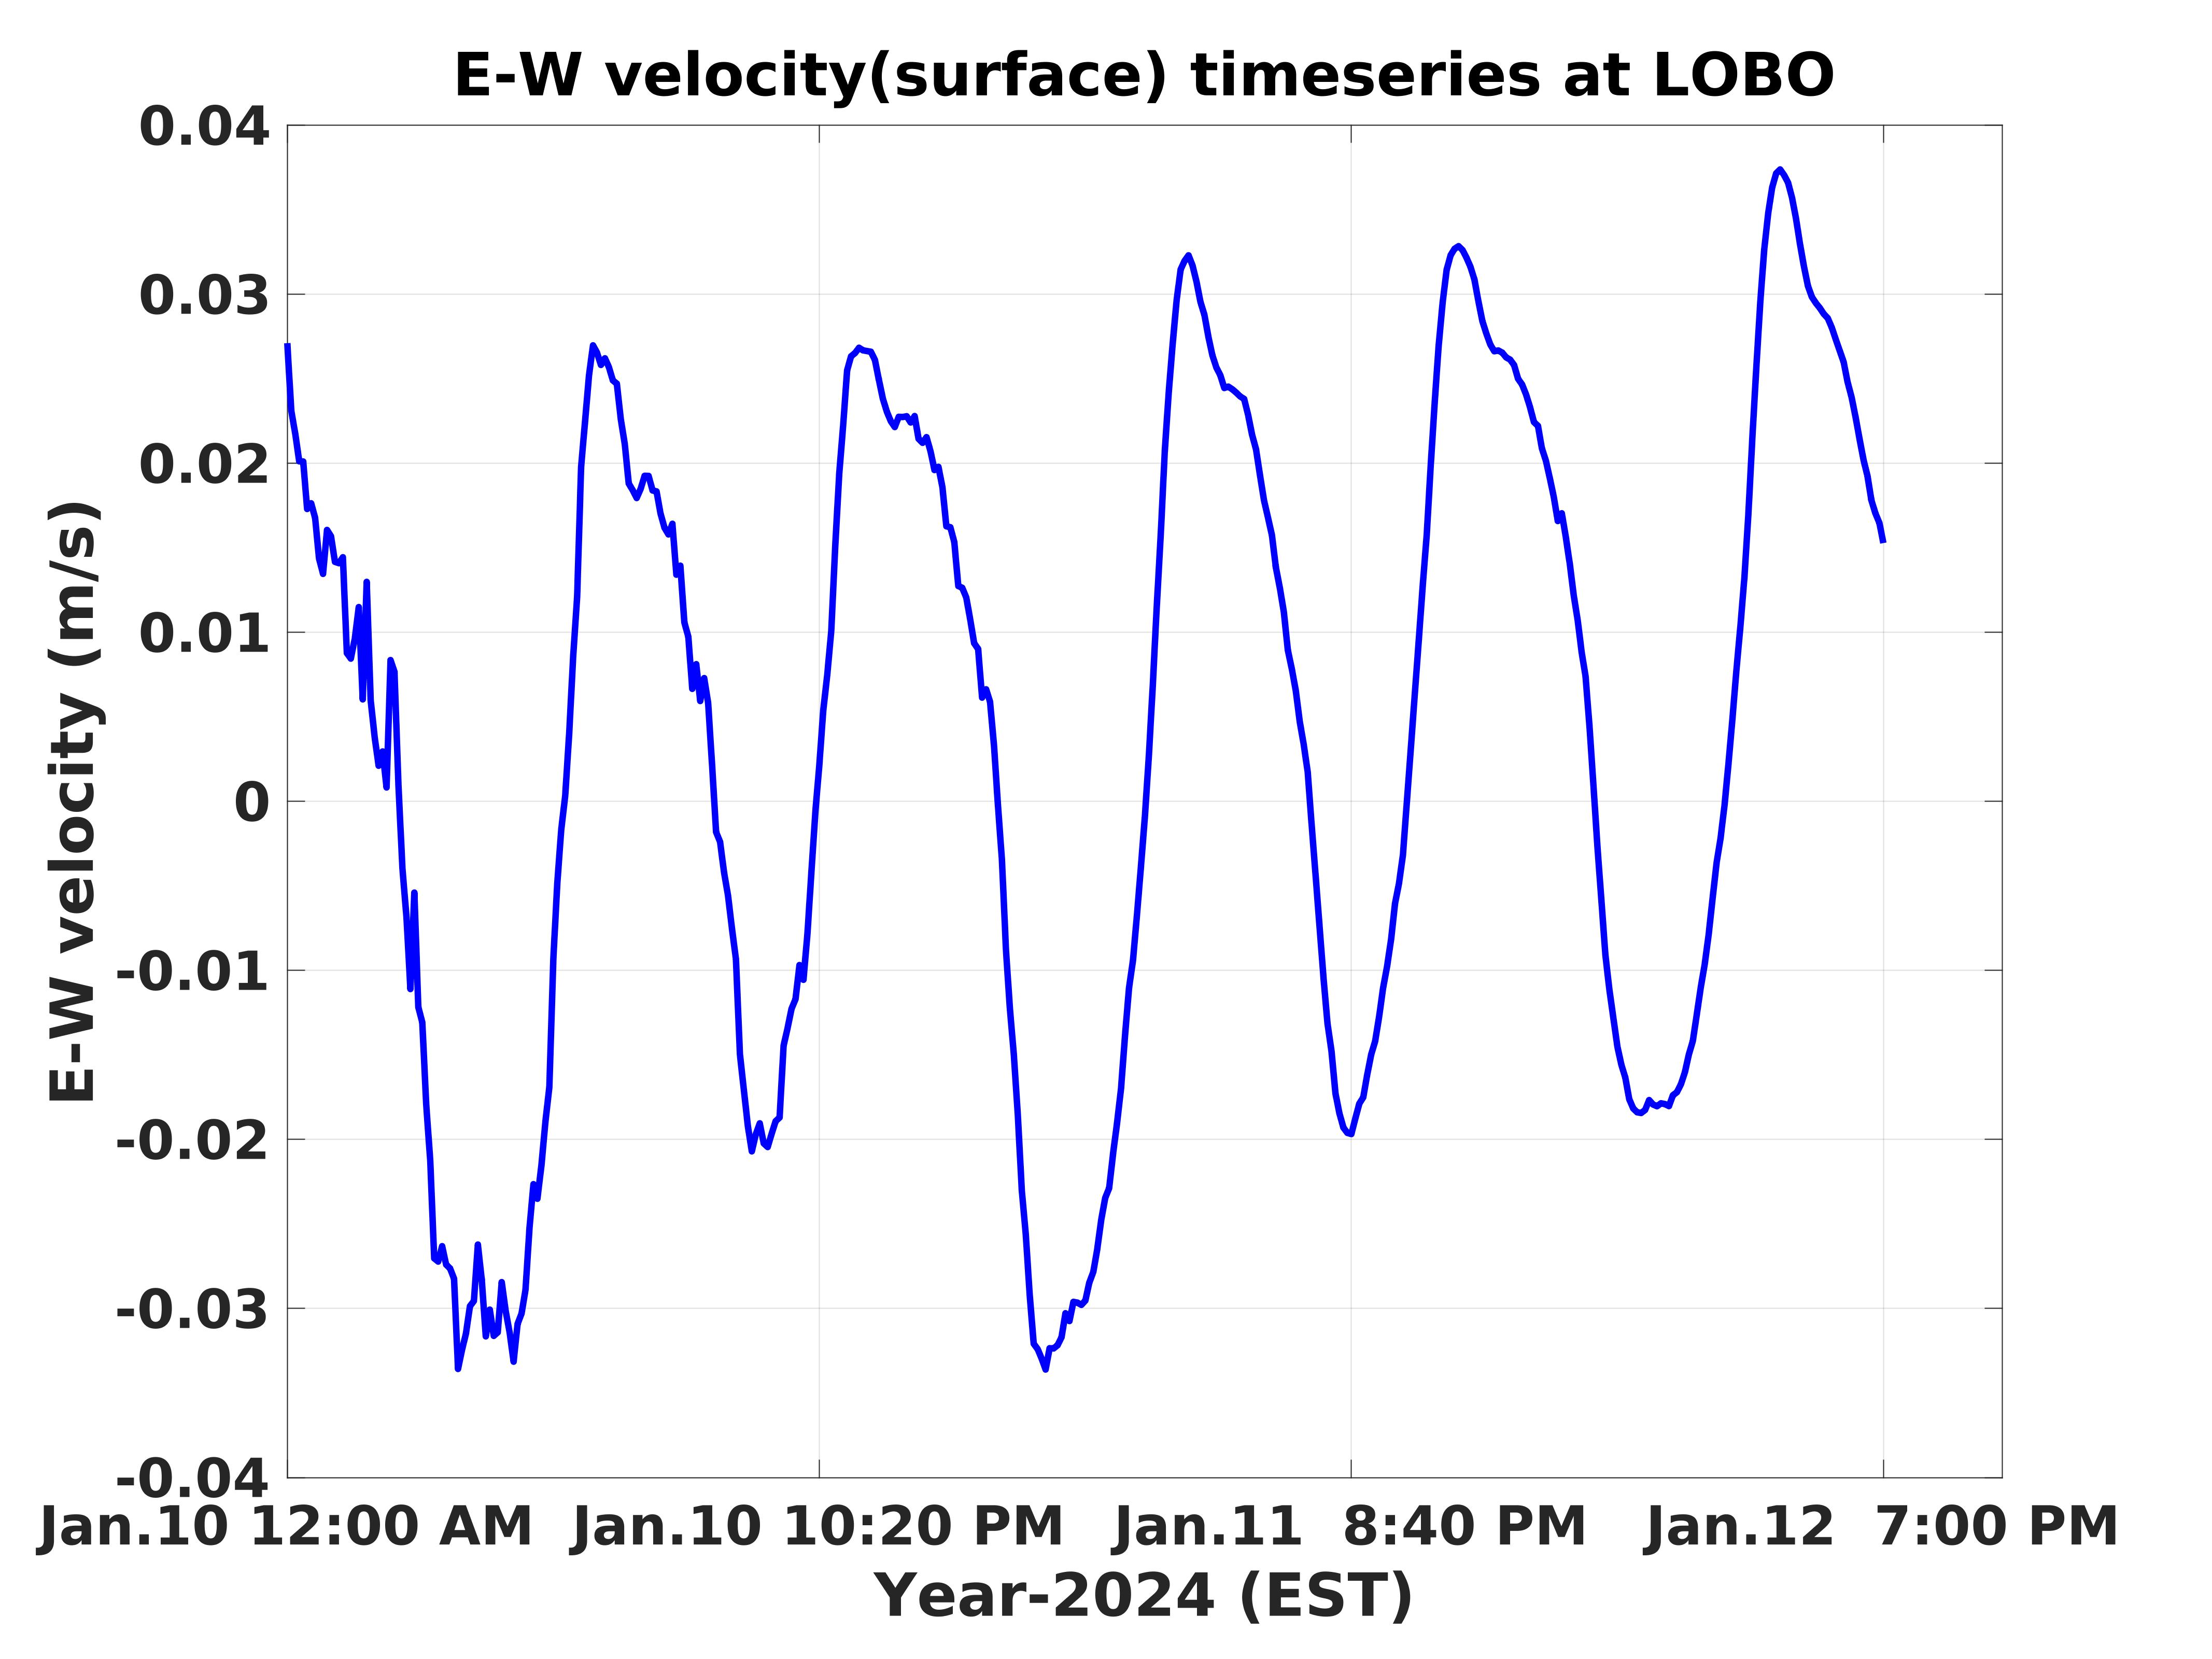 E-W velocity(surface) timeseries at LOBO
0.04
0.03
0.02
0.01
0
-0.01
-0.02
-0.03
-0.04
E-W velocity (m/s)
Jan.10 12:00 AM Jan.10 10:20 PM Jan.11 8:40 PM Jan.12 7:00 PM
Year-2024 (EST)